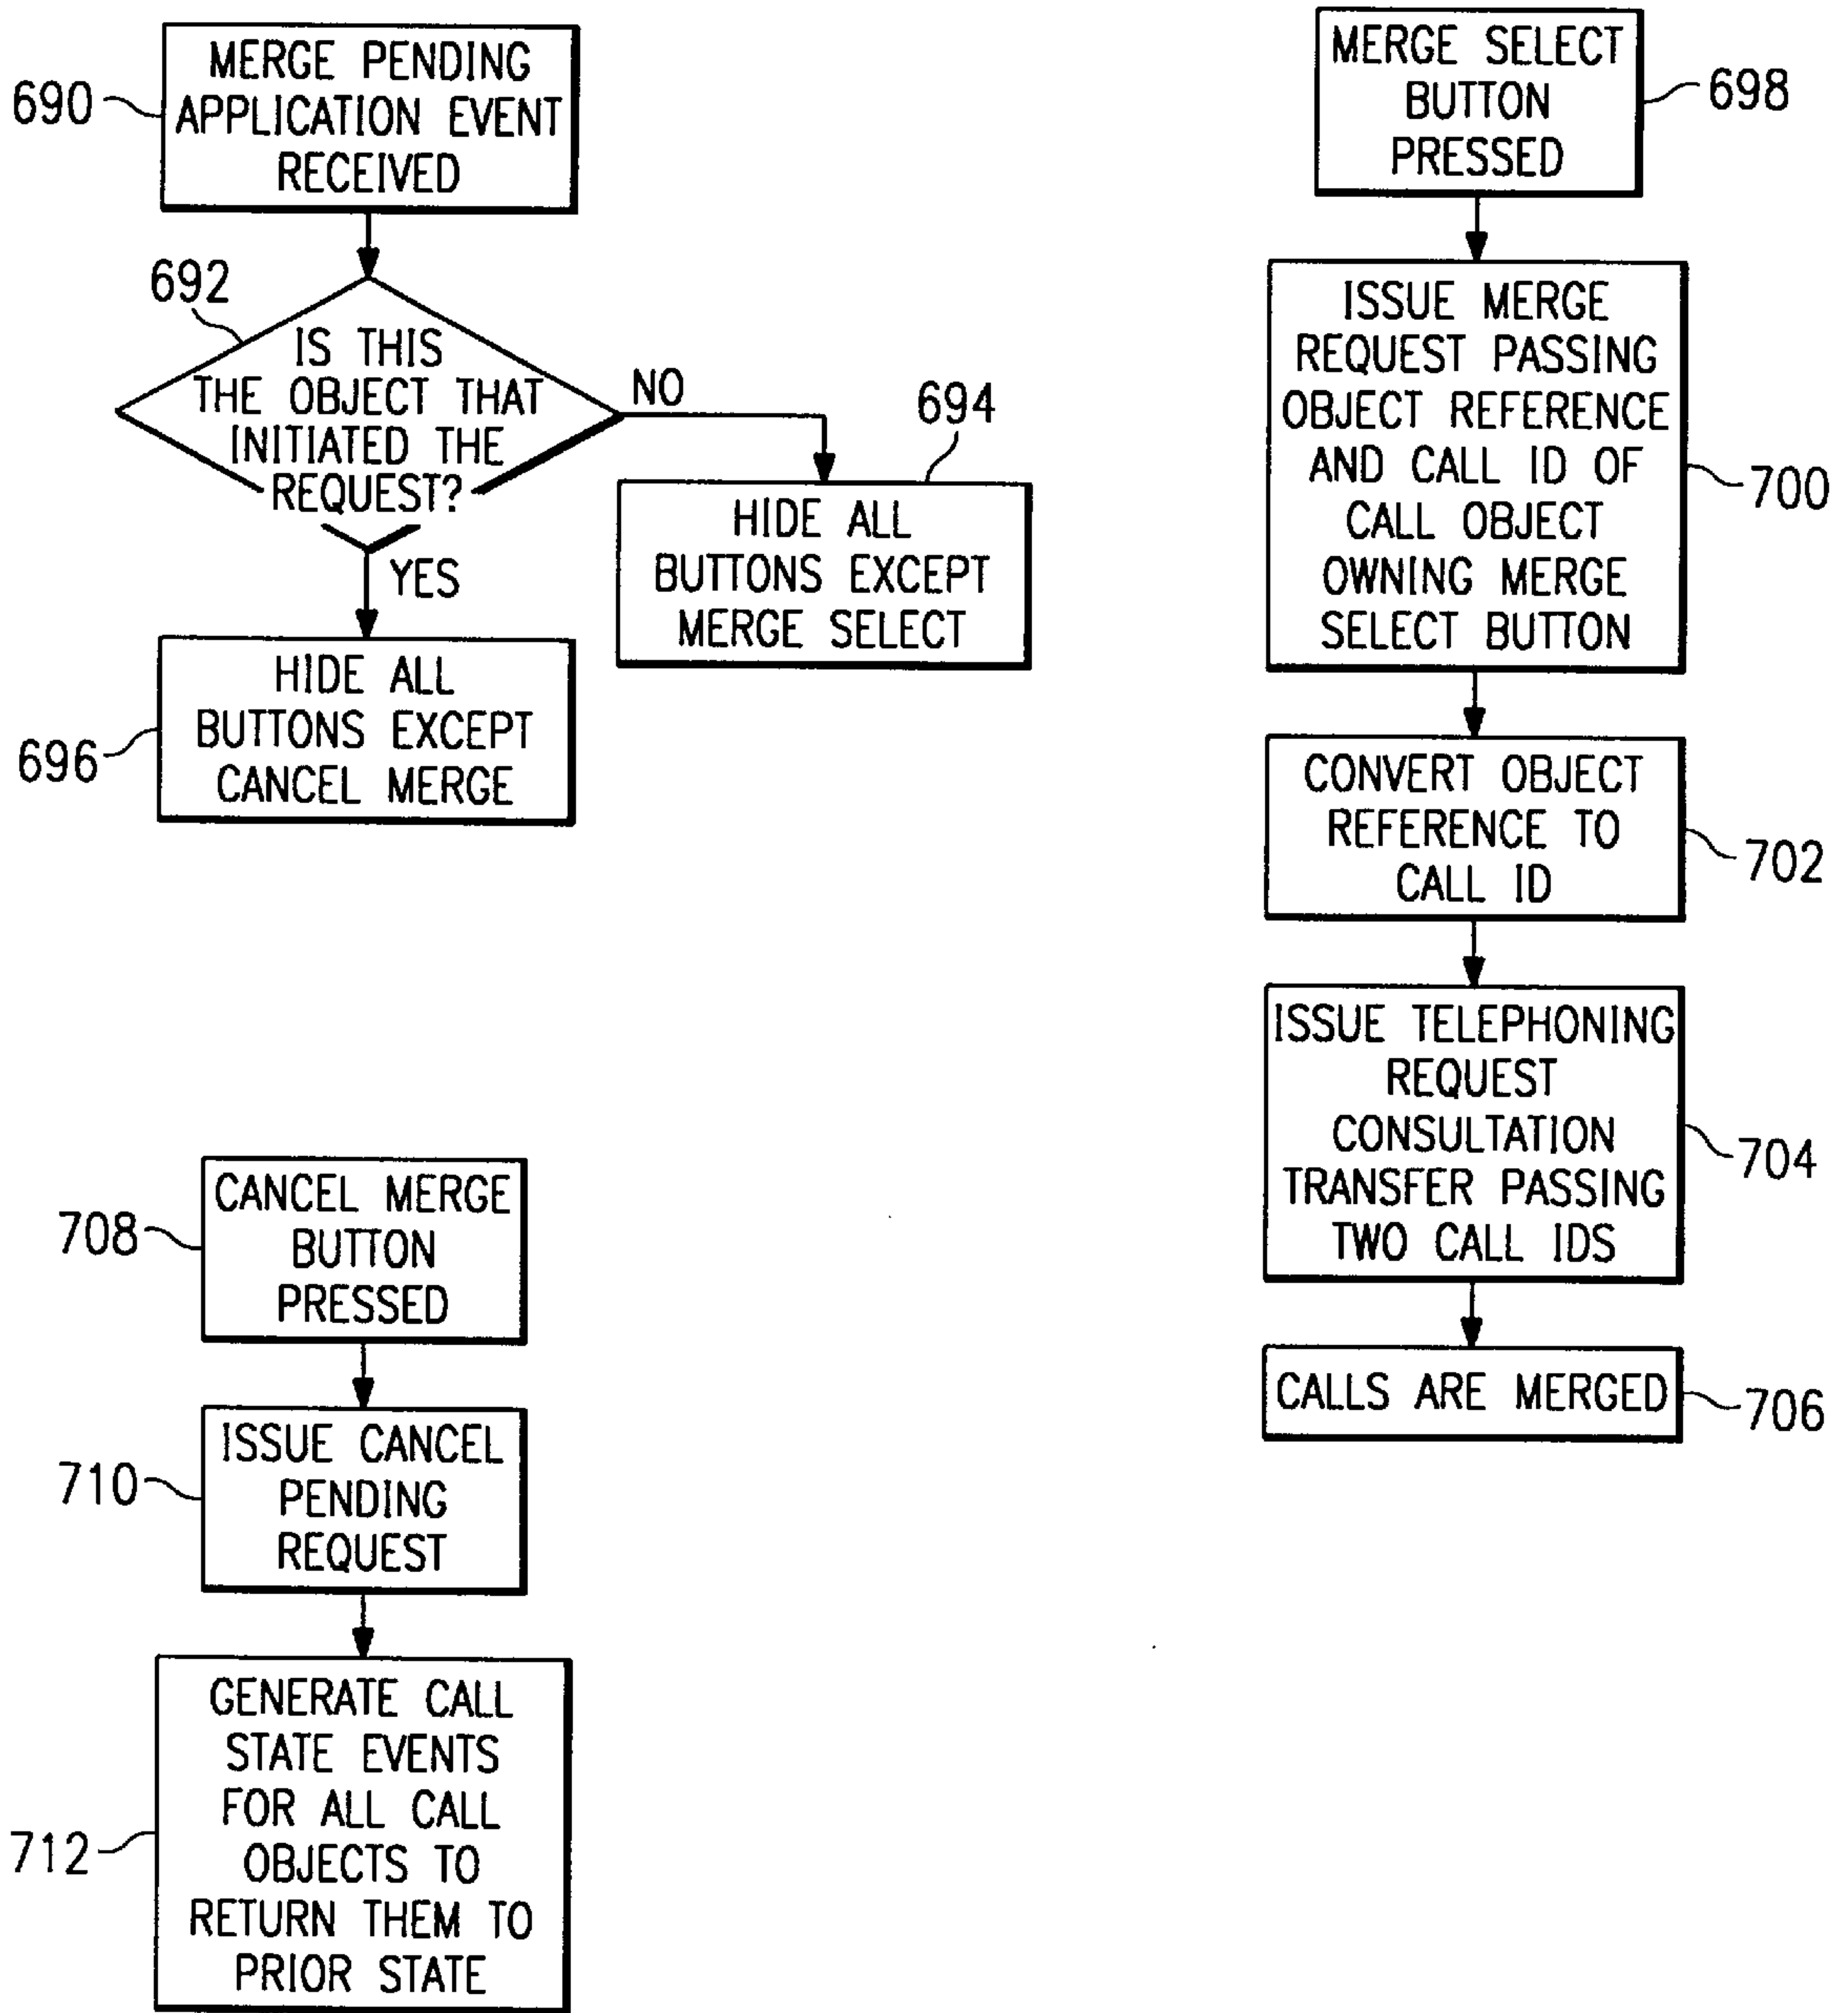 690
MERGE PENDING
APPLICATION EVENT
RECEIVED
692
IS THIS
THE OBJECT THAT
INITIATED THE
REQUEST?
NO
YES
694
HIDE ALL
BUTTONS EXCEPT
MERGE SELECT
696
HIDE ALL
BUTTONS EXCEPT
CANCEL MERGE
708
CANCEL MERGE
BUTTON
PRESSED
710
ISSUE CANCEL
PENDING
REQUEST
712
GENERATE CALL
STATE EVENTS
FOR ALL CALL
OBJECTS TO
RETURN THEM TO
PRIOR STATE
MERGE SELECT
BUTTON
PRESSED
698
ISSUE MERGE
REQUEST PASSING
OBJECT REFERENCE
AND CALL ID OF
CALL OBJECT
OWNING MERGE
SELECT BUTTON
700
CONVERT OBJECT
REFERENCE TO
CALL ID
702
ISSUE TELEPHONING
REQUEST
CONSULTATION
TRANSFER PASSING
TWO CALL IDS
704
CALLS ARE MERGED
706